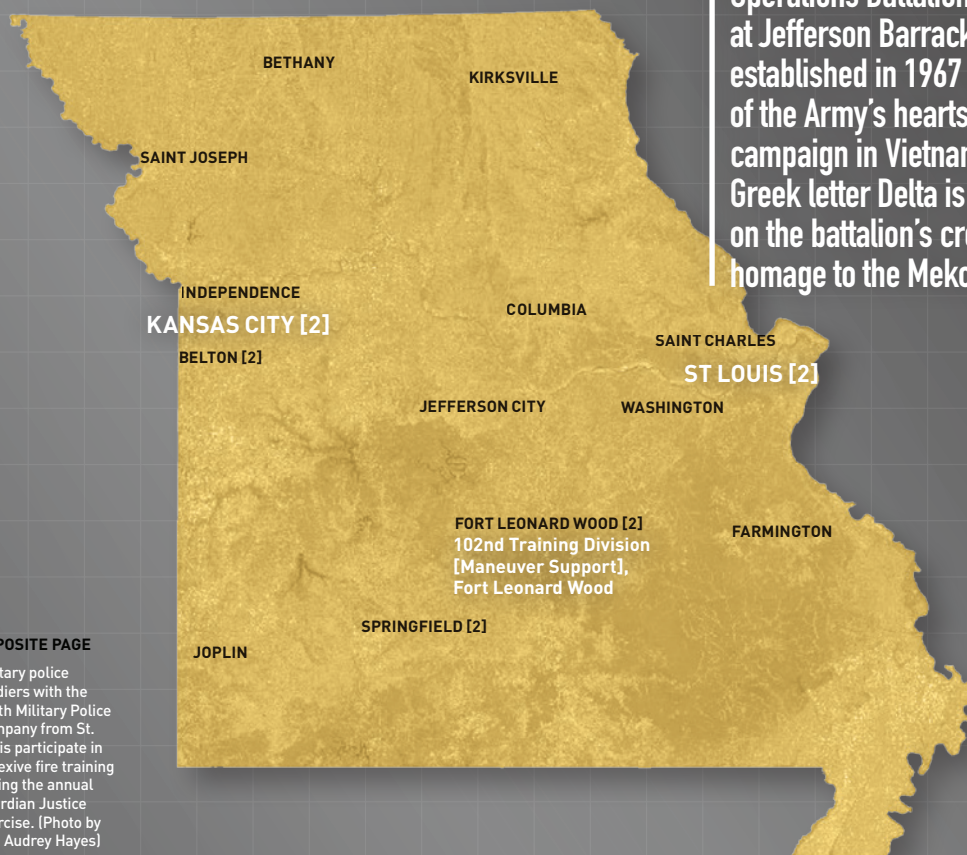 Operations Battalion
at Jefferson Barrack
established in 1967
of the Army's hearts
campaign in Vietnam
Greek letter Delta is
on the battalion's cre
homage to the Meko
BETHANY
KIRKSVILLE
SAINT JOSEPH
INDEPENDENCE
KANSAS CITY [2]
BELTON [2]
COLUMBIA
SAINT CHARLES
ST LOUIS [2]
JEFFERSON CITY
WASHINGTON
FORT LEONARD WOOD [2]
102nd Training Division
[Maneuver Support],
Fort Leonard Wood
FARMINGTON
SPRINGFIELD [2]
JOPLIN
POSITE PAGE
tary police
diers with the
th Military Police
mpany from St.
is participate in
exive fire training
ing the annual
rdian Justice
rcise. (Photo by
Audrey Hayes)